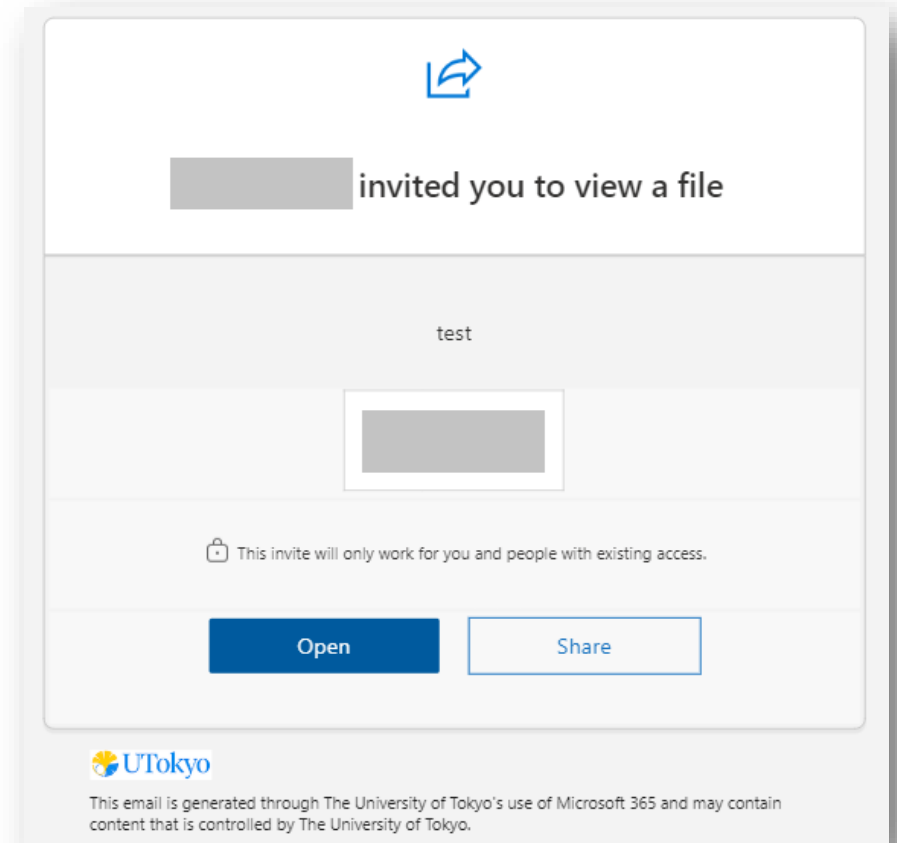 invited you to view a file
test
This invite will only work for you and people with existing access.
Open
Share
UTokyo
This email is generated through The University of Tokyo's use of Microsoft 365 and may contain
content that is controlled by The University of Tokyo.